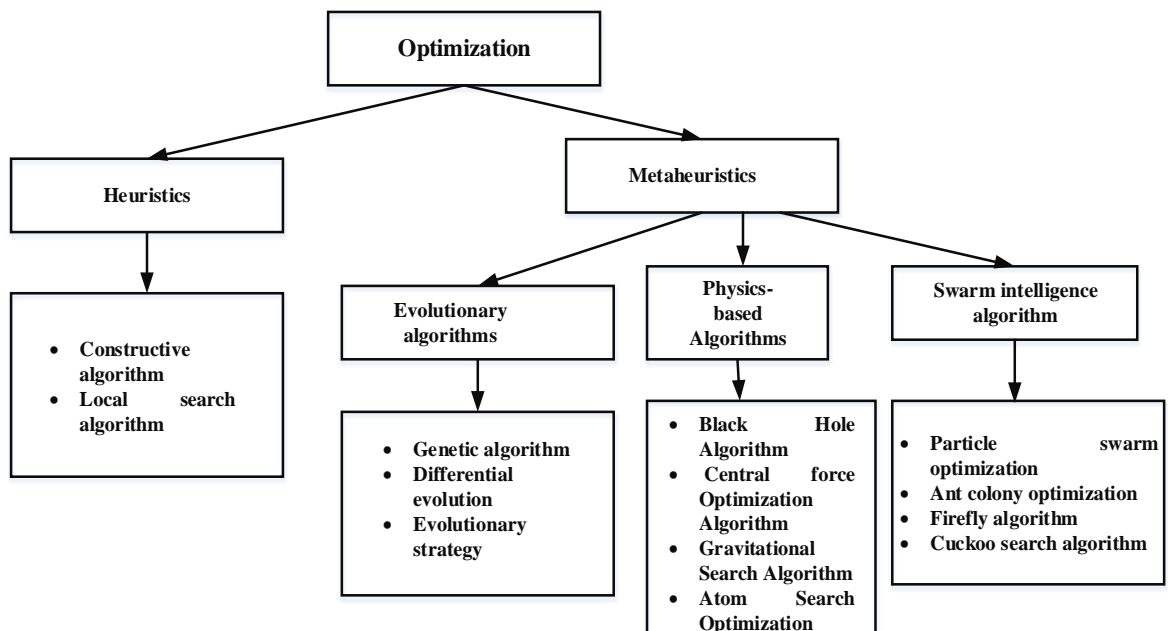 Optimization
Heuristics
Metaheuristics
• Constructive
algorithm
• Local search
algorithm
Evolutionary
algorithms
Physics-
based
Algorithms
Swarm intelligence
algorithm
• Genetic algorithm
• Differential
evolution
• Evolutionary
strategy
• Black Hole
Algorithm
• Central force
Optimization
Algorithm
• Gravitational
Search Algorithm
• Atom Search
Optimization
• Particle swarm
optimization
• Ant colony optimization
• Firefly algorithm
• Cuckoo search algorithm